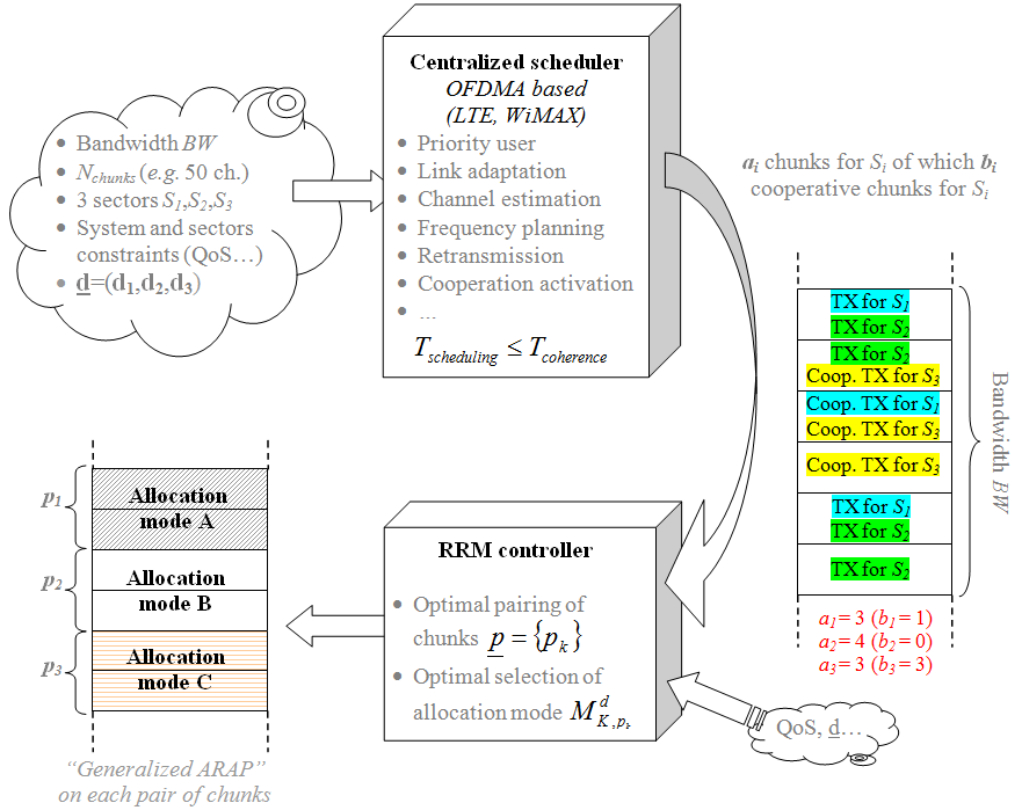 Centralized scheduler
OFDMA based
(LTE, WiMAX)
• Priority user
• Link adaptation
• Channel estimation
• Frequency planning
• Retransmission
• Cooperation activation
• ...
T_scheduling ≤ T_coherence
• Bandwidth BW
• N_chunks (e.g. 50 ch.)
• 3 sectors S₁,S₂,S₃
• System and sectors
constraints (QoS…)
• d=(d₁,d₂,d₃)
a_i chunks for S_i of which b_i
cooperative chunks for S_i
TX for S₁
TX for S₂
TX for S₂
Coop. TX for S₃
Coop. TX for S₁
Coop. TX for S₃
Coop. TX for S₃
TX for S₁
TX for S₂
TX for S₂
Bandwidth BW
a₁ = 3 (b₁ = 1)
a₂ = 4 (b₂ = 0)
a₃ = 3 (b₃ = 3)
p₁
Allocation
mode A
p₂
Allocation
mode B
p₃
Allocation
mode C
“Generalized ARAP”
on each pair of chunks
RRM controller
• Optimal pairing of
chunks p = {p_k}
• Optimal selection of
allocation mode M^d_{K,p_k}
QoS, d…